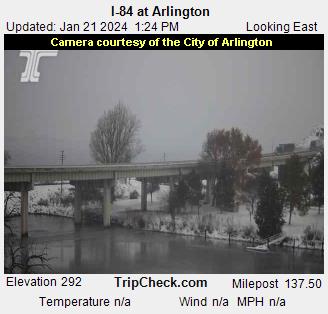 I-84 at Arlington
Updated: Jan 21 2024 1:24 PM Looking East
Camera courtesy of the City of Arlington
Elevation 292 TripCheck.com Milepost 137.50
Temperature n/a Wind n/a MPH n/a